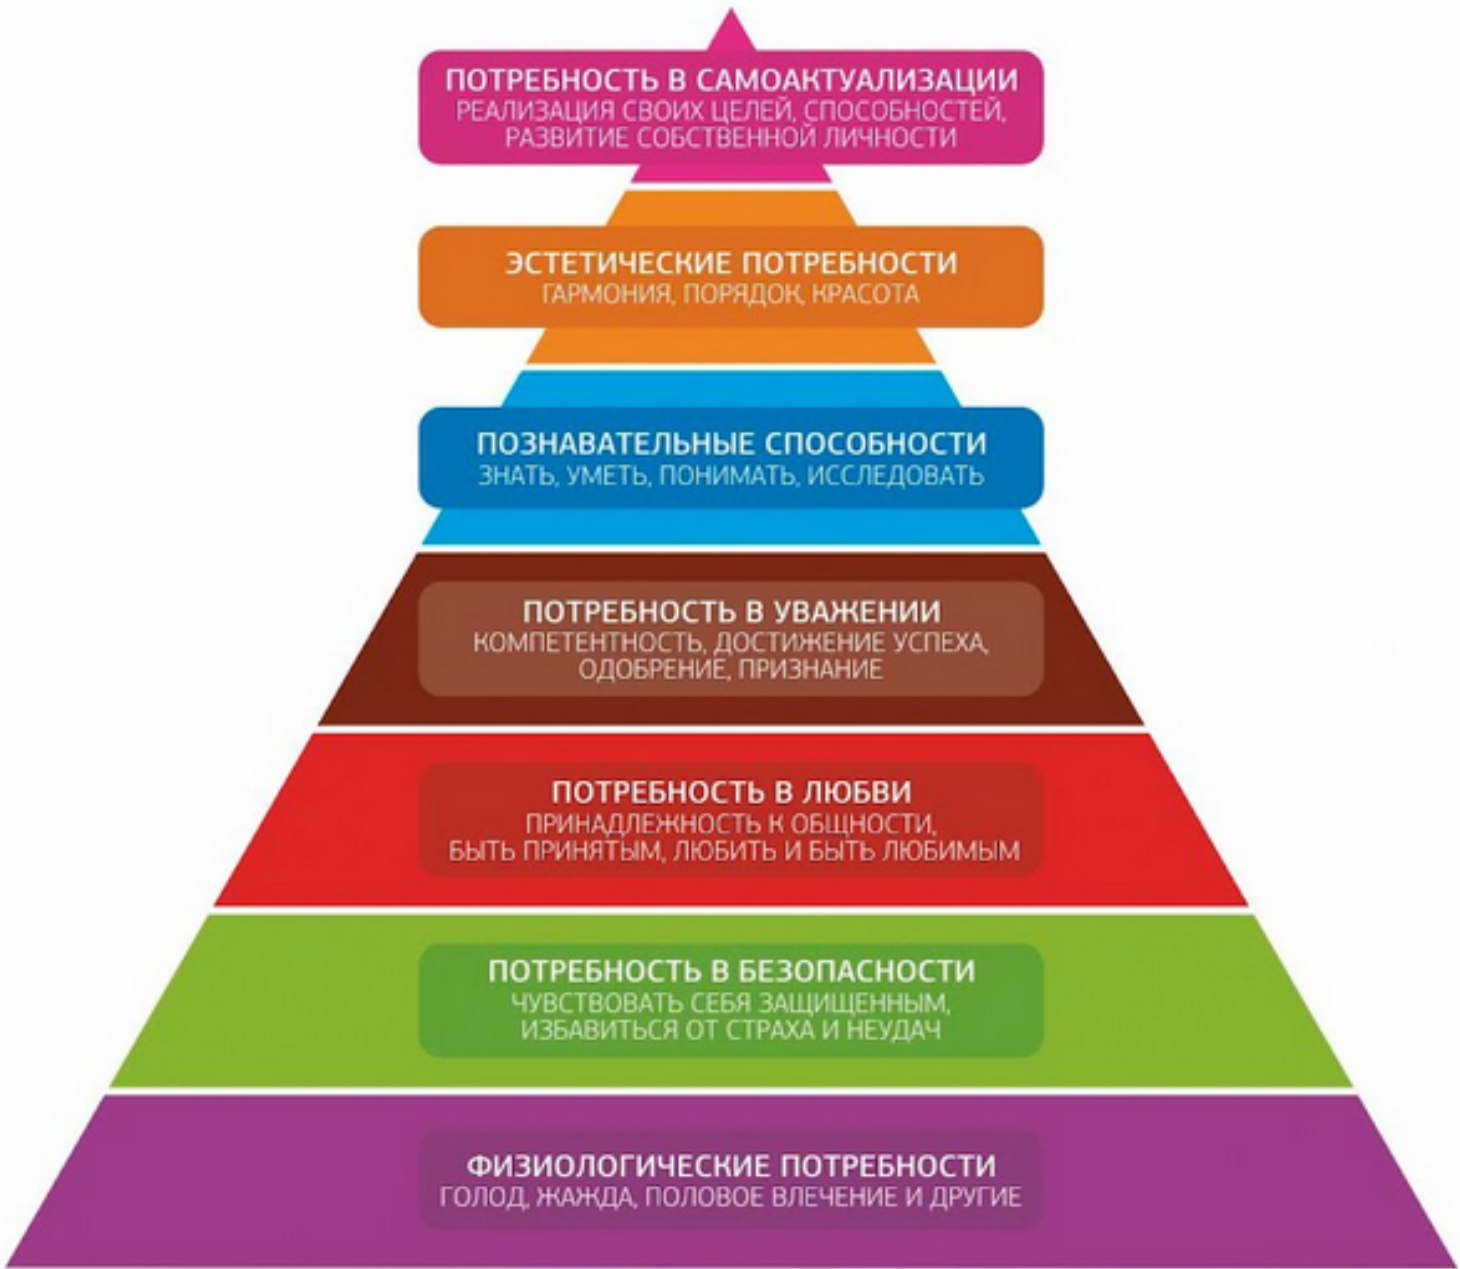 ПОТРЕБНОСТЬ В САМОАКТУАЛИЗАЦИИ
РЕАЛИЗАЦИЯ СВОИХ ЦЕЛЕЙ, СПОСОБНОСТЕЙ,
РАЗВИТИЕ СОБСТВЕННОЙ ЛИЧНОСТИ
ЭСТЕТИЧЕСКИЕ ПОТРЕБНОСТИ
ГАРМОНИЯ, ПОРЯДОК, КРАСОТА
ПОЗНАВАТЕЛЬНЫЕ СПОСОБНОСТИ
ЗНАТЬ, УМЕТЬ, ПОНИМАТЬ, ИССЛЕДОВАТЬ
ПОТРЕБНОСТЬ В УВАЖЕНИИ
КОМПЕТЕНТНОСТЬ, ДОСТИЖЕНИЕ УСПЕХА,
ОДОБРЕНИЕ, ПРИЗНАНИЕ
ПОТРЕБНОСТЬ В ЛЮБВИ
ПРИНАДЛЕЖНОСТЬ К ОБЩНОСТИ,
БЫТЬ ПРИНЯТЫМ, ЛЮБИТЬ И БЫТЬ ЛЮБИМЫМ
ПОТРЕБНОСТЬ В БЕЗОПАСНОСТИ
ЧУВСТВОВАТЬ СЕБЯ ЗАЩИЩЕННЫМ,
ИЗБАВИТЬСЯ ОТ СТРАХА И НЕУДАЧ
ФИЗИОЛОГИЧЕСКИЕ ПОТРЕБНОСТИ
ГОЛОД, ЖАЖДА, ПОЛОВОЕ ВЛЕЧЕНИЕ И ДРУГИЕ